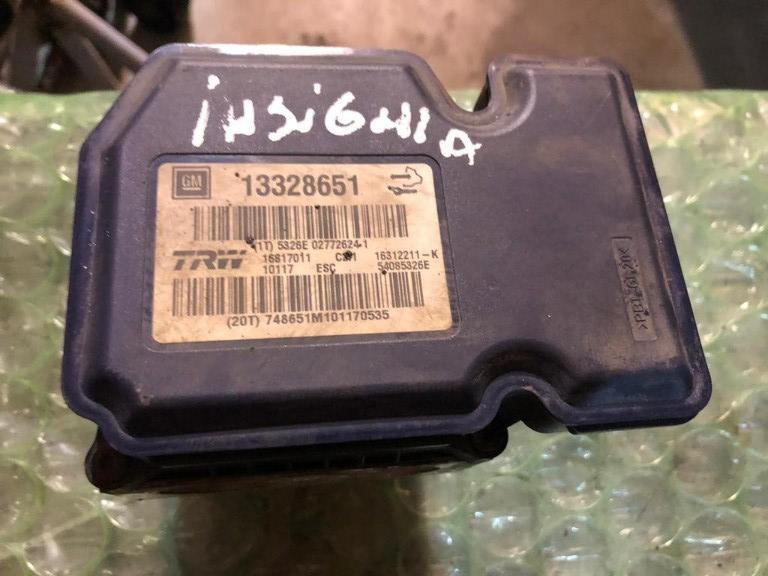 iNSiGNIA
GM 13328651
1T) 5326E 02772624 1
TRW 16817011 16312211-K
10117 ESC 54085326E
(20T) 748651M101170535